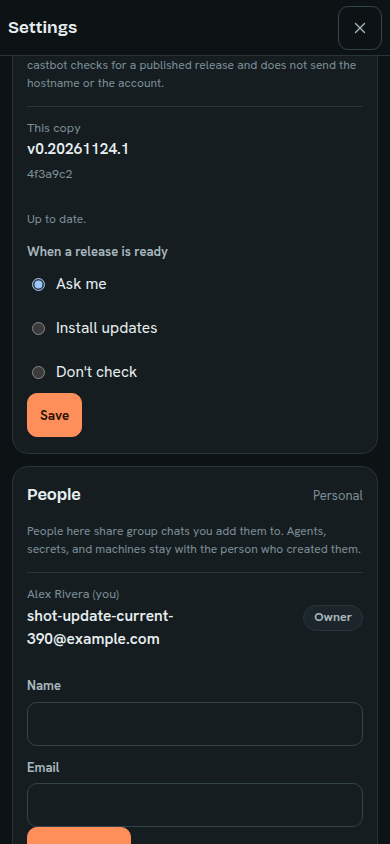 Settings
castbot checks for a published release and does not send the
hostname or the account.
This copy
v0.20261124.1
4f3a9c2
Up to date.
When a release is ready
Ask me
Install updates
Don't check
Save
People
Personal
People here share group chats you add them to. Agents,
secrets, and machines stay with the person who created them.
Alex Rivera (you)
shot-update-current-
390@example.com
Owner
Name
Email